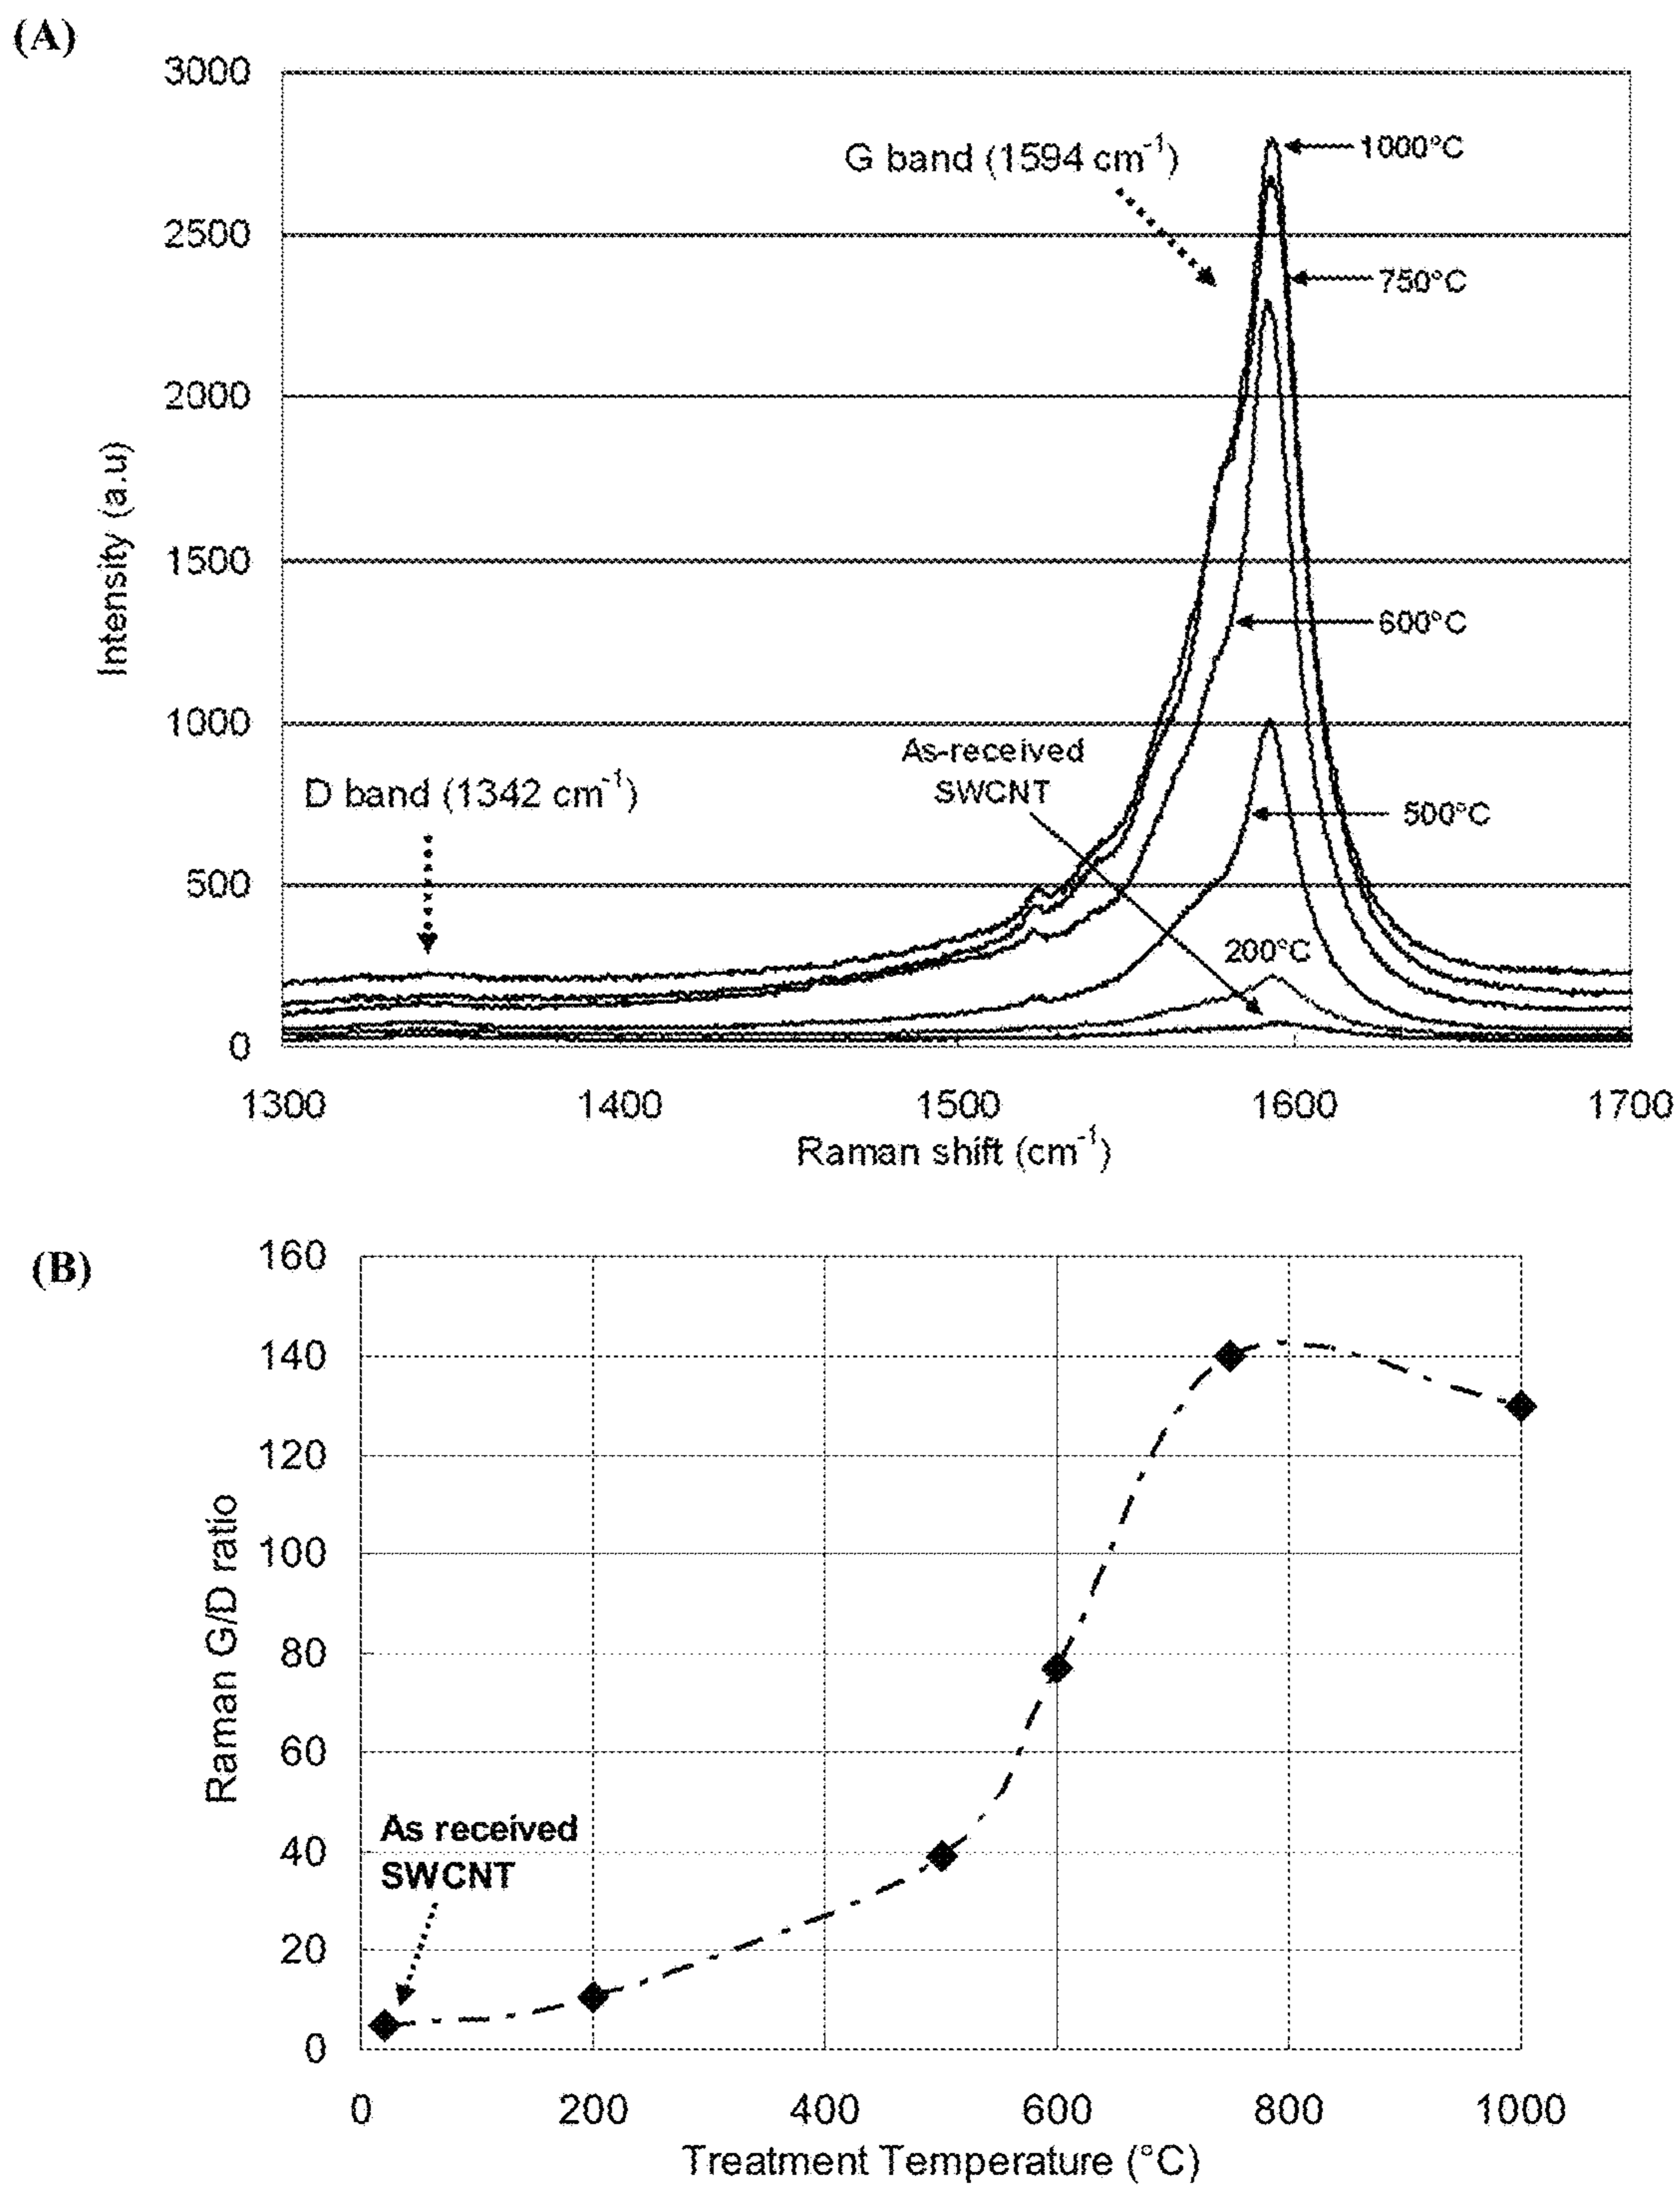 (A)
3000
2500
2000
1500
1000
500
0
Intensity (a.u)
G band (1594 cm⁻¹)
1000°C
750°C
600°C
As-received
SWCNT
D band (1342 cm⁻¹)
500°C
200°C
1300 1400 1500 1600 1700
Raman shift (cm⁻¹)
(B)
160
140
120
100
80
60
40
20
0
Raman G/D ratio
As received
SWCNT
0 200 400 600 800 1000
Treatment Temperature (°C)